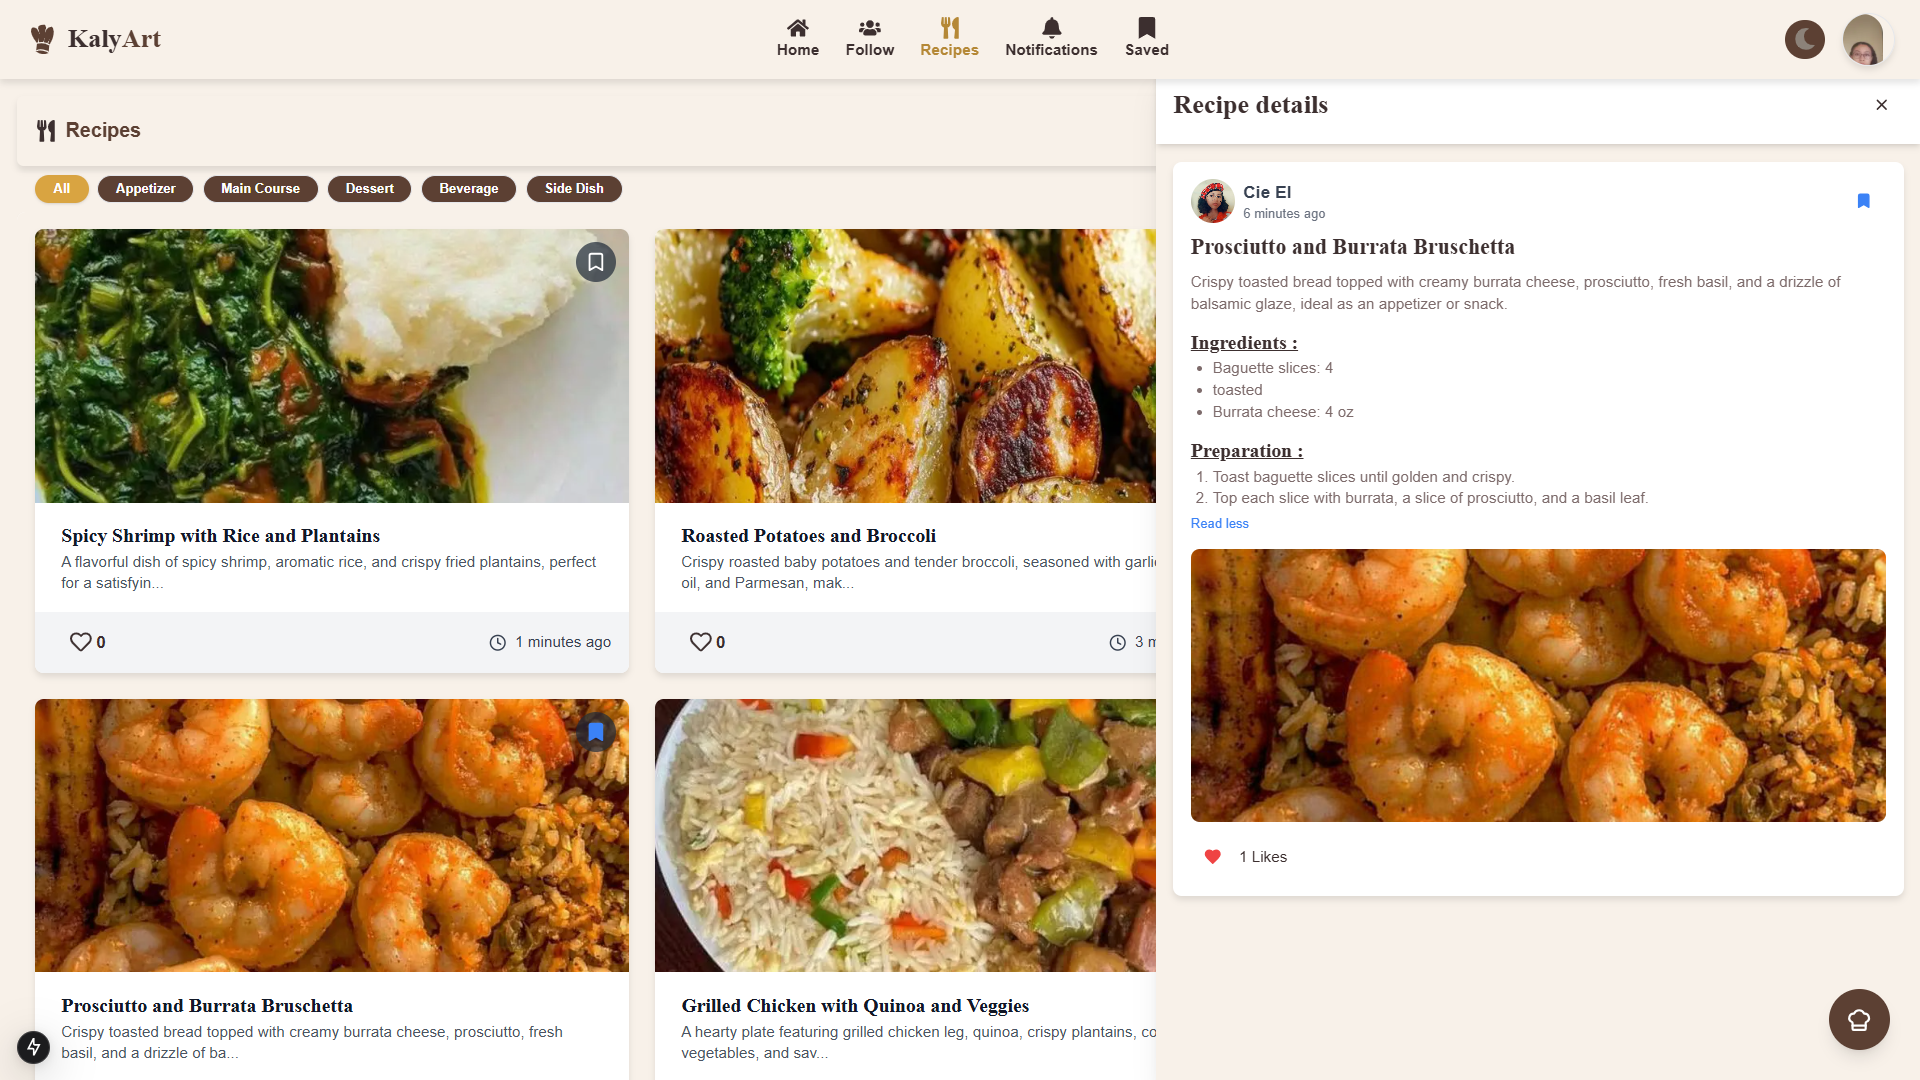 KalyArt
Home
Follow
Recipes
Notifications
Saved
Recipes
All
Appetizer
Main Course
Dessert
Beverage
Side Dish
Spicy Shrimp with Rice and Plantains
A flavorful dish of spicy shrimp, aromatic rice, and crispy fried plantains, perfect
for a satisfyin...
0
1 minutes ago
Roasted Potatoes and Broccoli
Crispy roasted baby potatoes and tender broccoli, seasoned with
oil, and Parmesan, mak...
0
3
Prosciutto and Burrata Bruschetta
Crispy toasted bread topped with creamy burrata cheese, prosciutto, fresh
basil, and a drizzle of ba...
Grilled Chicken with Quinoa and Veggies
A hearty plate featuring grilled chicken leg, quinoa, crispy plantains,
vegetables, and sav...
Recipe details
Cie El
6 minutes ago
Prosciutto and Burrata Bruschetta
Crispy toasted bread topped with creamy burrata cheese, prosciutto, fresh basil, and a drizzle of
balsamic glaze, ideal as an appetizer or snack.
Ingredients :
• Baguette slices: 4
• toasted
• Burrata cheese: 4 oz
Preparation :
1. Toast baguette slices until golden and crispy.
2. Top each slice with burrata, a slice of prosciutto, and a basil leaf.
Read less
1 Likes